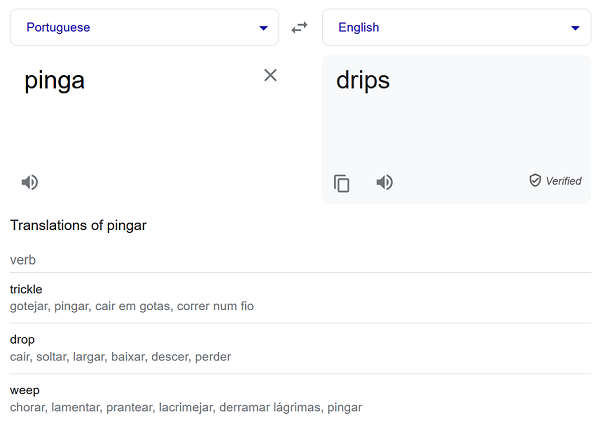 Portuguese
English
pinga
drips
Verified
Translations of pingar
verb
trickle
gotejar, pingar, cair em gotas, correr num fio
drop
cair, soltar, largar, baixar, descer, perder
weep
chorar, lamentar, prantear, lacrimejar, derramar lágrimas, pingar